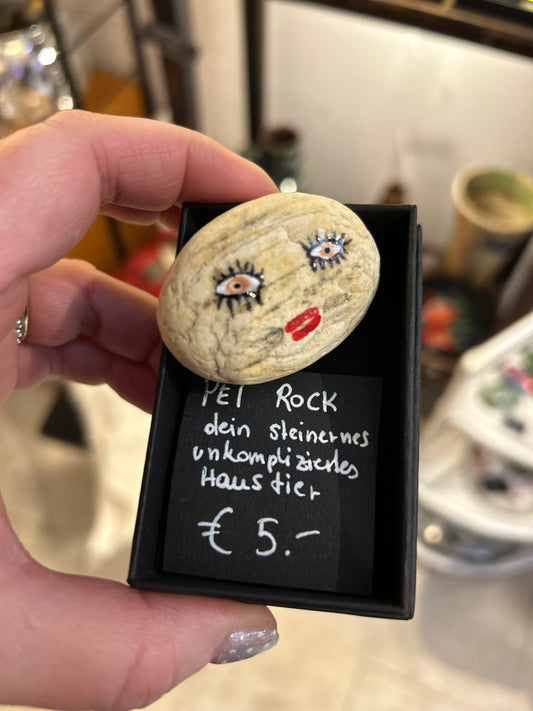 PET ROCK
dein steinernes
unkompliziertes
Haustier
€ 5.-